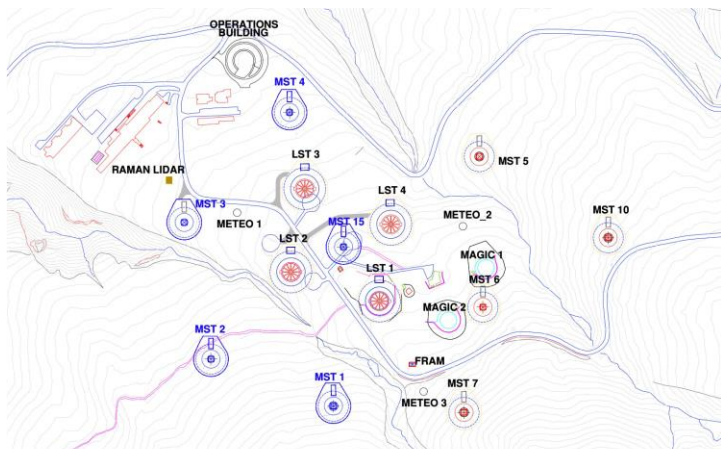 OPERATIONS
BUILDING
MST 4
LST 3
MST 5
RAMAN LIDAR
LST 4
MST 3
METEO 1
MST 15
METEO_2
MST 10
LST 2
MAGIC 1
LST 1
MST 6
MAGIC 2
MST 2
FRAM
MST 1
METEO 3
MST 7